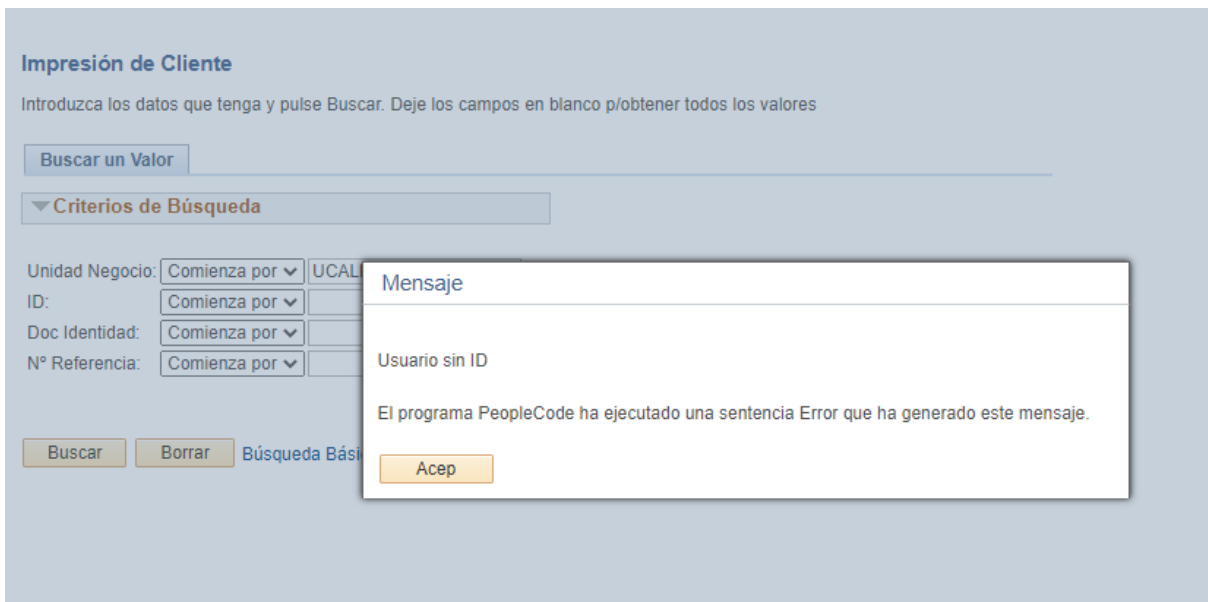 Impresión de Cliente
Introduzca los datos que tenga y pulse Buscar. Deje los campos en blanco p/obtener todos los valores
Buscar un Valor
Criterios de Búsqueda
Unidad Negocio: Comienza por
ID: Comienza por
Doc Identidad: Comienza por
Nº Referencia: Comienza por
Buscar Borrar Búsqueda
Mensaje
Usuario sin ID
El programa PeopleCode ha ejecutado una sentencia Error que ha generado este mensaje.
Acep